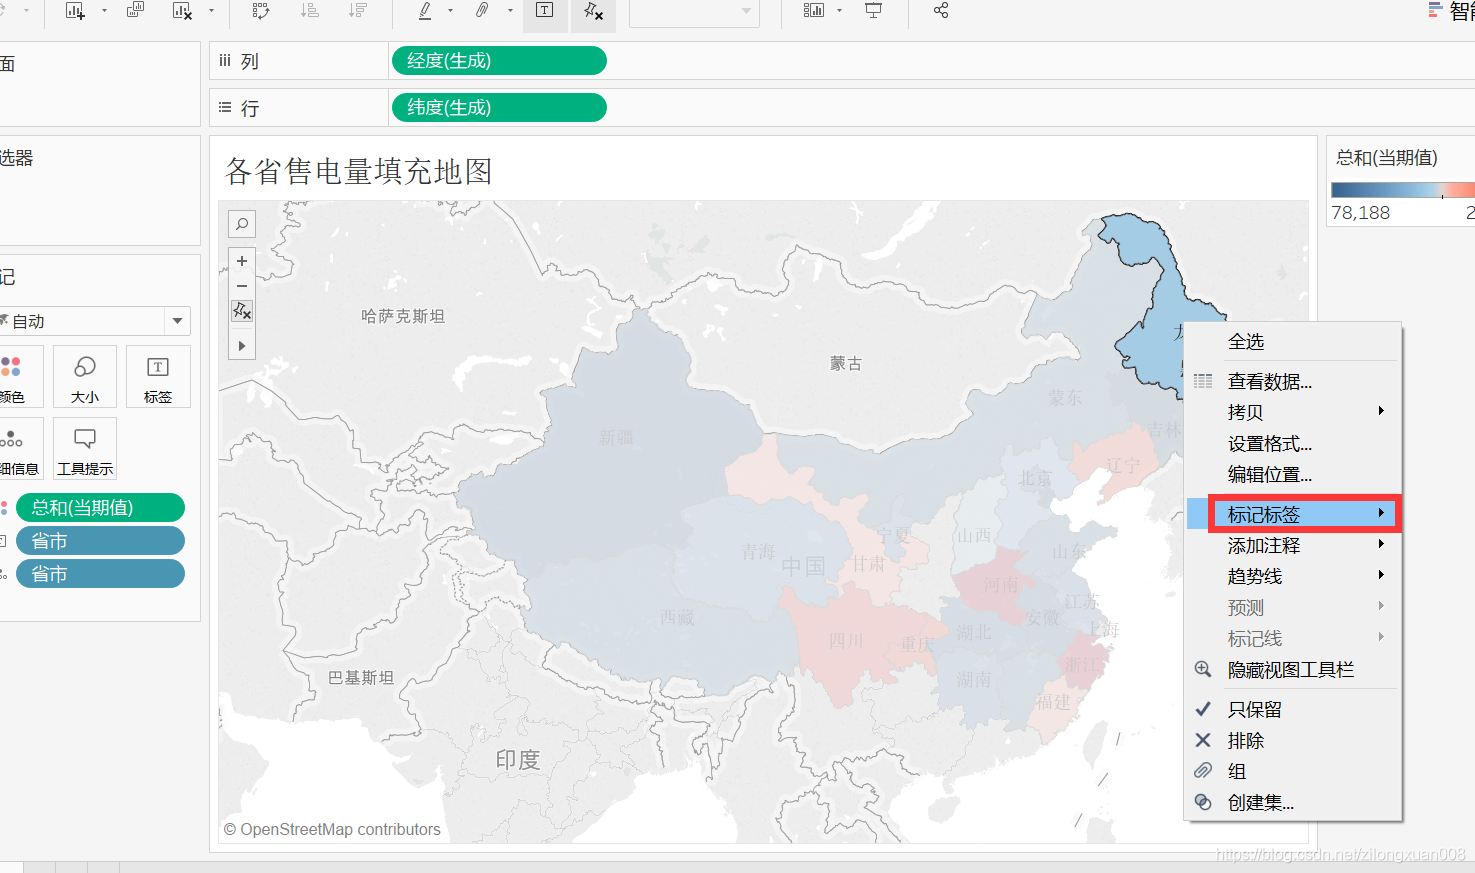 智能
面
iii 列
经度(生成)
行
纬度(生成)
选器
各省售电量填充地图
总和(当期值)
78,188
2
记
自动
颜色
大小
标签
细信息
工具提示
总和(当期值)
省市
省市
哈萨克斯坦
蒙古
蒙东
新疆
吉林
辽宁
北京
宁夏
山西
青海
中国
甘肃
山东
河南
西藏
江苏
安徽
上海
四川
重庆
湖北
浙江
巴基斯坦
湖南
福建
印度
龙
© OpenStreetMap contributors
全选
查看数据...
拷贝
设置格式...
编辑位置...
标记标签
添加注释
趋势线
预测
标记线
隐藏视图工具栏
只保留
排除
组
创建集...
https://blog.csdn.net/zilongxuan008